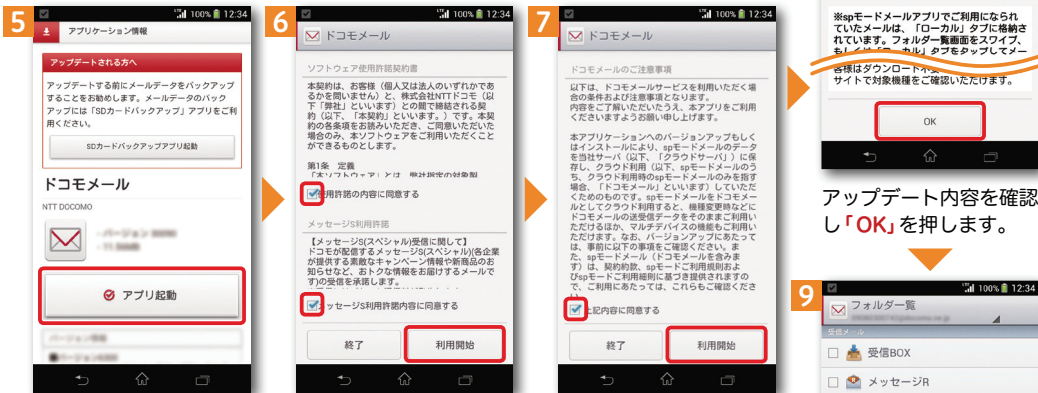 5
100% 12:34
アプリケーション情報
アップデートされる方へ
アップデートする前にメールデータをバックアップ
することをお勧めします。メールデータのバック
アップには「SDカードバックアップ」アプリをご利
用ください。
SDカードバックアップアプリ起動
ドコモメール
NTT DOCOMO
アプリ起動
6
100% 12:34
ドコモメール
ソフトウェア使用許諾契約書
本契約は、お客様（個人又は法人のいずれかであ
るかを問いません）と、株式会社NTTドコモ（以
下「弊社」といいます）との間で締結される契
約（以下、「本契約」といいます。）です。本契
約の各条項をお読みいただき、ご同意いただいた
場合のみ、本ソフトウェアをご利用いただくこと
ができるものとします。
第1条　定義
「本ソフトウェア」とは　弊社指定の対象製
使用許諾の内容に同意する
メッセージS利用許諾
【メッセージS(スペシャル)受信に関して】
ドコモが配信するメッセージS(スペシャル)(各企業
が提供する素敵なキャンペーン情報や新商品のお
知らせなど、おトクな情報をお届けするメールで
す)の受信を承諾します。
メッセージS利用許諾内容に同意する
終了
利用開始
7
100% 12:34
ドコモメール
ドコモメールのご注意事項
以下は、ドコモメールサービスを利用いただく場
合の条件および注意事項となります。
内容をご了解いただいたうえ、本アプリをご利用
くださいますようお願い申し上げます。
本アプリケーションへのバージョンアップもしく
はインストールにより、spモードメールのデータ
を当社サーバ（以下、「クラウドサーバ」）に保
存し、クラウド利用（以下、spモードメールのう
ち、クラウド利用時のspモードメールのみを指す
場合、「ドコモメール」といいます）していただ
くためのものです。spモードメールをドコモメー
ルとしてクラウド利用すると、機種変更時などに
ドコモメールの送受信データをそのままご利用い
ただけるほか、マルチデバイスの機能もご利用い
ただけます。なお、バージョンアップにあたって
は、事前に以下の事項をご確認ください。ま
た、spモードメール（ドコモメールを含みま
す）は、契約約款、spモードご利用規則およ
びspモードご利用細則に基づき提供されますの
で、ご利用にあたっては、これらもご確認くださ
い。
上記内容に同意する
終了
利用開始
※spモードメールアプリでご利用になられ
ていたメールは、「ローカル」タブに格納さ
れています。フォルダ一覧画面をスワイプ、
もしくは「ローカル」タブをタップしてメー
客様はダウンロード不要
サイトで対象機種をご確認いただけます。
OK
アップデート内容を確認
し「OK」を押します。
9
100% 12:34
フォルダ一覧
受信メール
受信BOX
メッセージR